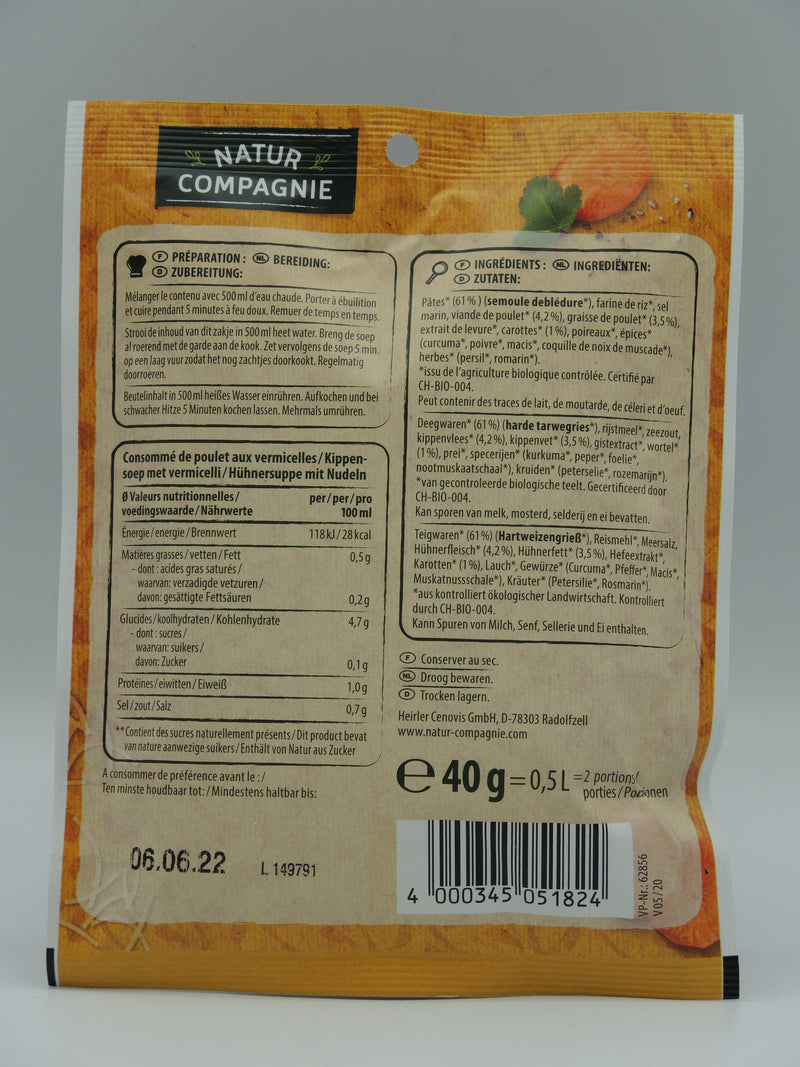 NATUR
COMPAGNIE
F PRÉPARATION : NL BEREIDING:
D ZUBEREITUNG:
Mélanger le contenu avec 500 ml d'eau chaude. Porter à ébullition
et cuire pendant 5 minutes à feu doux. Remuer de temps en temps.
Strooi de inhoud van dit zakje in 500 ml heet water. Breng de soep
al roerend met de garde aan de kook. Zet vervolgens de soep 5 min.
op een laag vuur zodat het nog zachtjes doorkookt. Regelmatig
doorroeren.
Beutelinhalt in 500 ml heißes Wasser einrühren. Aufkochen und bei
schwacher Hitze 5 Minuten kochen lassen. Mehrmals umrühren.
Consommé de poulet aux vermicelles / Kippen-
soep met vermicelli / Hühnersuppe mit Nudeln
Ø Valeurs nutritionnelles / per / per / pro
voedingswaarde / Nährwerte 100 ml
Énergie / energie / Brennwert 118 kJ / 28 kcal
Matières grasses / vetten / Fett 0,5 g
- dont : acides gras saturés /
waarvan: verzadigde vetzuren /
davon: gesättigte Fettsäuren 0,2 g
Glucides / koolhydraten / Kohlenhydrate 4,7 g
- dont : sucres /
waarvan: suikers /
davon: Zucker 0,1 g
Protéines / eiwitten / Eiweiß 1,0 g
Sel / zout / Salz 0,7 g
** Contient des sucres naturellement présents / Dit product bevat
van nature aanwezige suikers / Enthält von Natur aus Zucker
A consommer de préférence avant le : /
Ten minste houdbaar tot: / Mindestens haltbar bis:
06.06.22 L 149791
F INGRÉDIENTS : NL INGREDIËNTEN:
D ZUTATEN:
Pâtes* (61 %) (semoule de blé dure*), farine de riz*, sel
marin, viande de poulet* (4,2 %), graisse de poulet* (3,5 %),
extrait de levure*, carottes* (1 %), poireaux*, épices*
(curcuma*, poivre*, macis*, coquille de noix de muscade*),
herbes* (persil*, romarin*).
*issu de l'agriculture biologique contrôlée. Certifié par
CH-BIO-004.
Peut contenir des traces de lait, de moutarde, de céleri et d'oeuf.
Deegwaren* (61 %) (harde tarwegries*), rijstmeel*, zeezout,
kippenvlees* (4,2 %), kippenvet* (3,5 %), gistextract*, wortel*
(1 %), prei*, specerijen* (kurkuma*, peper*, foelie*,
nootmuskaatschaal*), kruiden* (peterselie*, rozemarijn*).
*van gecontroleerde biologische teelt. Gecertificeerd door
CH-BIO-004.
Kan sporen van melk, mosterd, selderij en ei bevatten.
Teigwaren* (61 %) (Hartweizengrieß*), Reismehl*, Meersalz,
Hühnerfleisch* (4,2 %), Hühnerfett* (3,5 %), Hefeextrakt*,
Karotten* (1 %), Lauch*, Gewürze* (Curcuma*, Pfeffer*, Macis*,
Muskatnussschale*), Kräuter* (Petersilie*, Rosmarin*).
*aus kontrolliert ökologischer Landwirtschaft. Kontrolliert
durch CH-BIO-004.
Kann Spuren von Milch, Senf, Sellerie und Ei enthalten.
F Conserver au sec.
NL Droog bewaren.
D Trocken lagern.
Heirler Cenovis GmbH, D-78303 Radolfzell
www.natur-compagnie.com
e 40 g = 0,5 L = 2 portions/
porties / Portionen
4 000345 051824
VP-Nr.: 62856
V 05 / 20